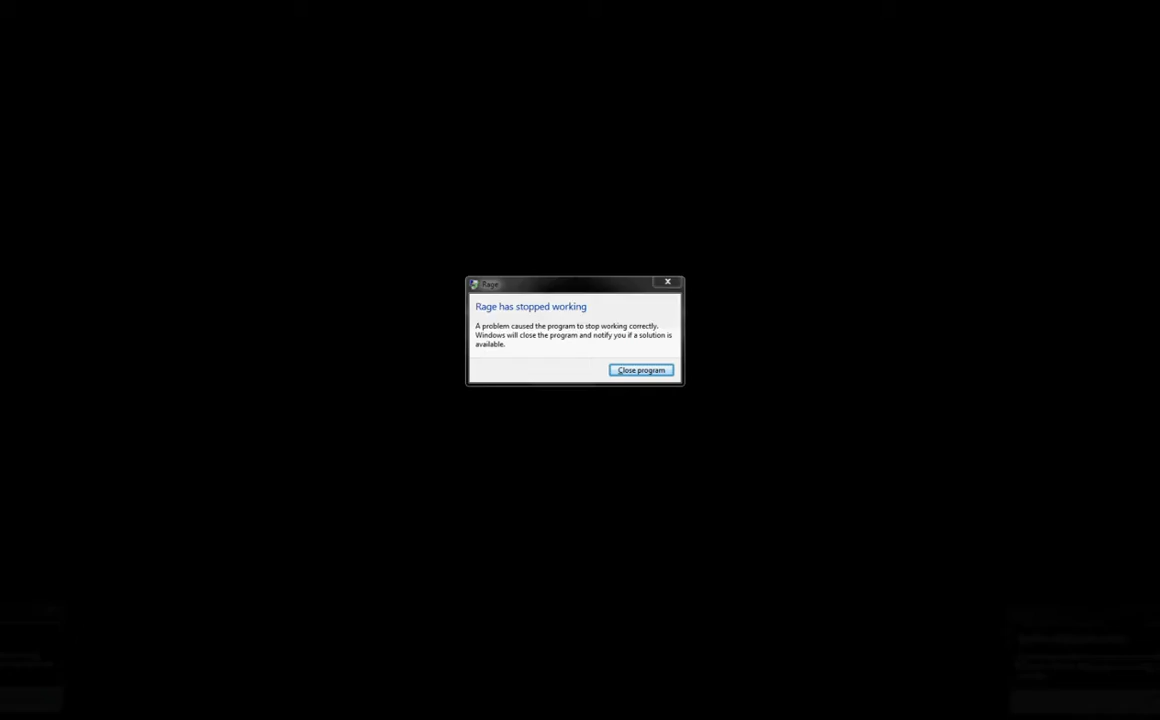 Rage
Rage has stopped working
A problem caused the program to stop working correctly.
Windows will close the program and notify you if a solution is
available.
Close program